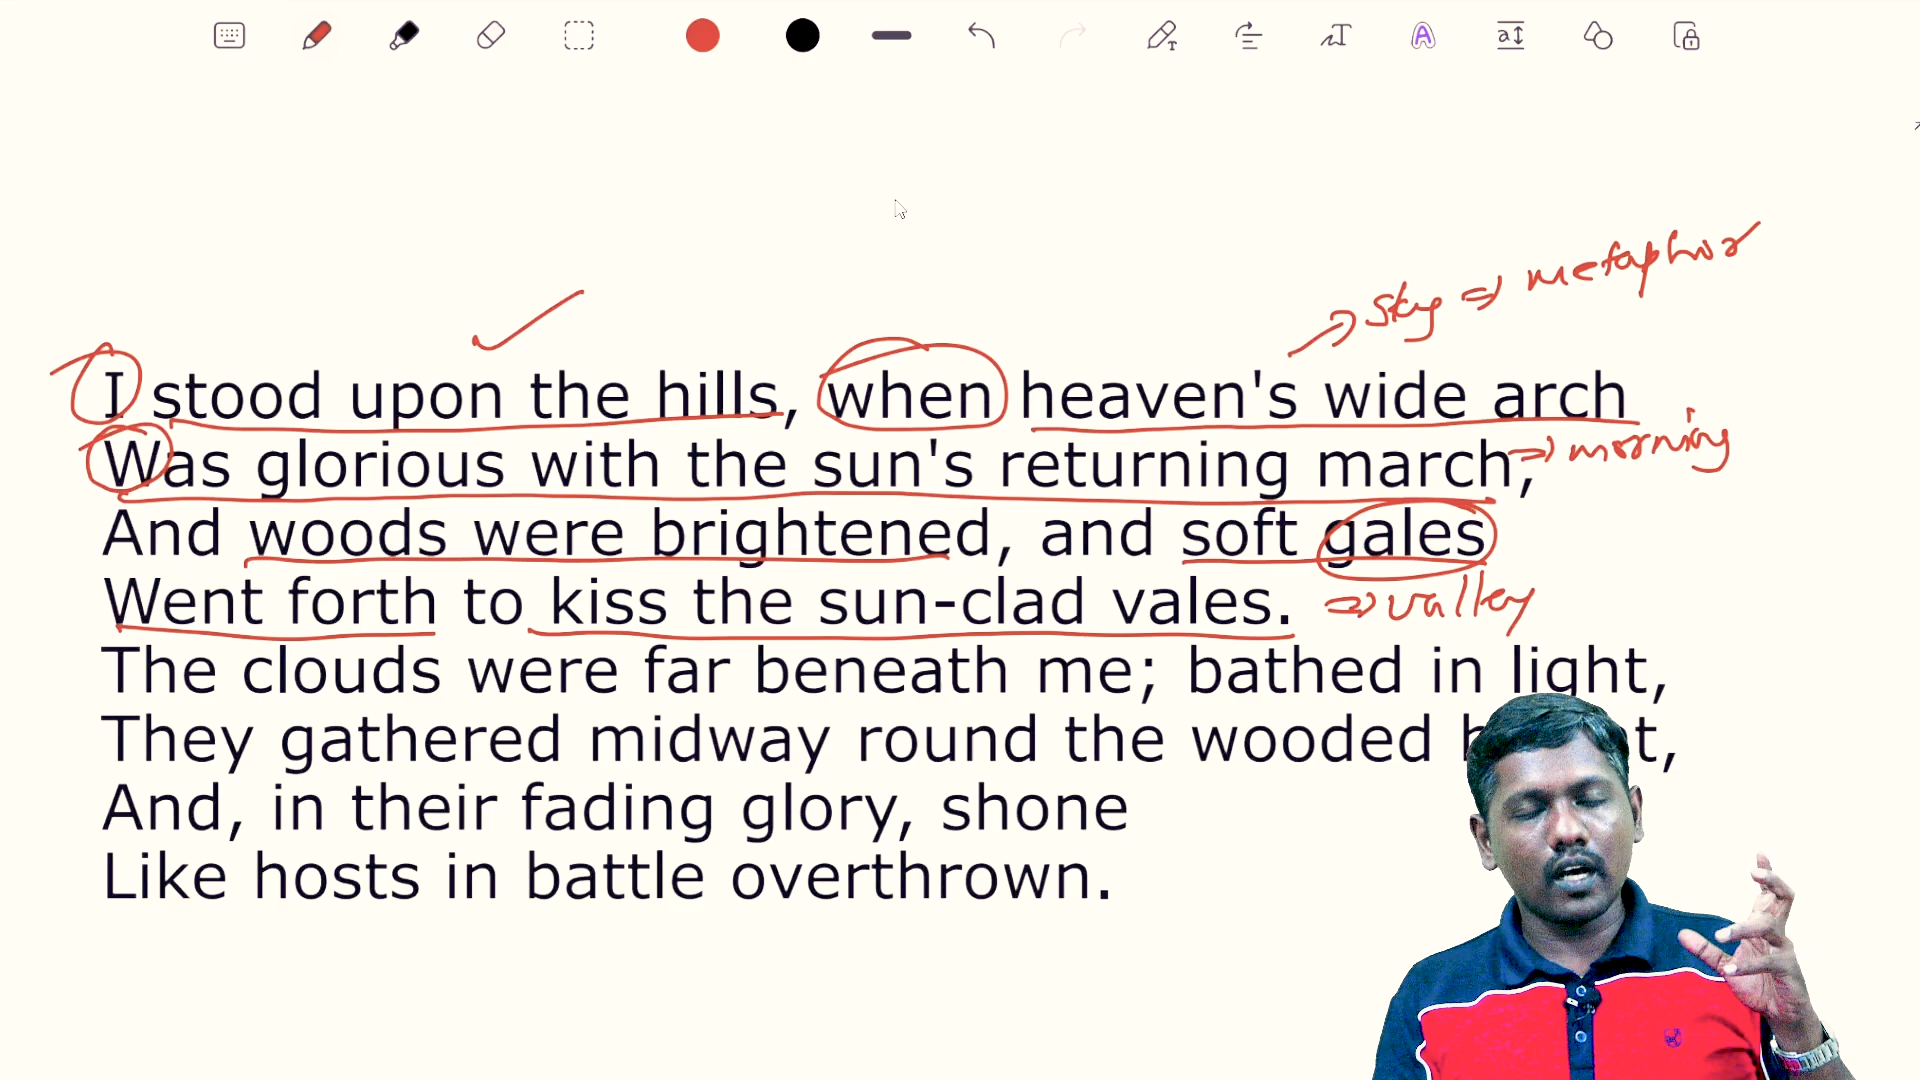 sky ⇒ metaphor
I stood upon the hills, when heaven's wide arch
Was glorious with the sun's returning march, ⇒ morning
And woods were brightened, and soft gales
Went forth to kiss the sun-clad vales. ⇒ valley
The clouds were far beneath me; bathed in light,
They gathered midway round the wooded
And, in their fading glory, shone
Like hosts in battle overthrown.